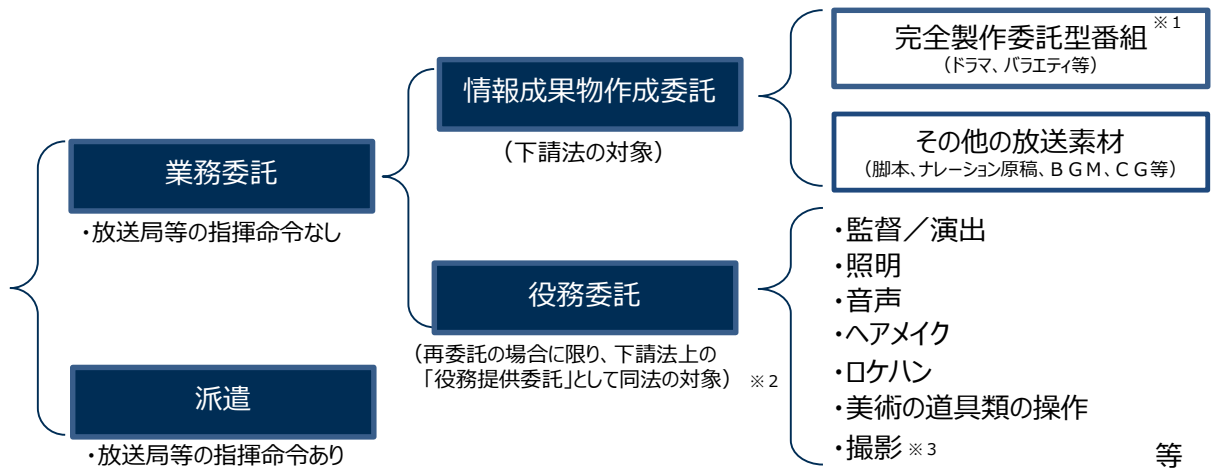 業務委託
・放送局等の指揮命令なし
派遣
・放送局等の指揮命令あり
情報成果物作成委託
（下請法の対象）
役務委託
（再委託の場合に限り、下請法上の
「役務提供委託」として同法の対象） ※２
完全製作委託型番組※１
（ドラマ、バラエティ等）
その他の放送素材
（脚本、ナレーション原稿、ＢＧＭ、ＣＧ等）
・監督／演出
・照明
・音声
・ヘアメイク
・ロケハン
・美術の道具類の操作
・撮影※３ 等